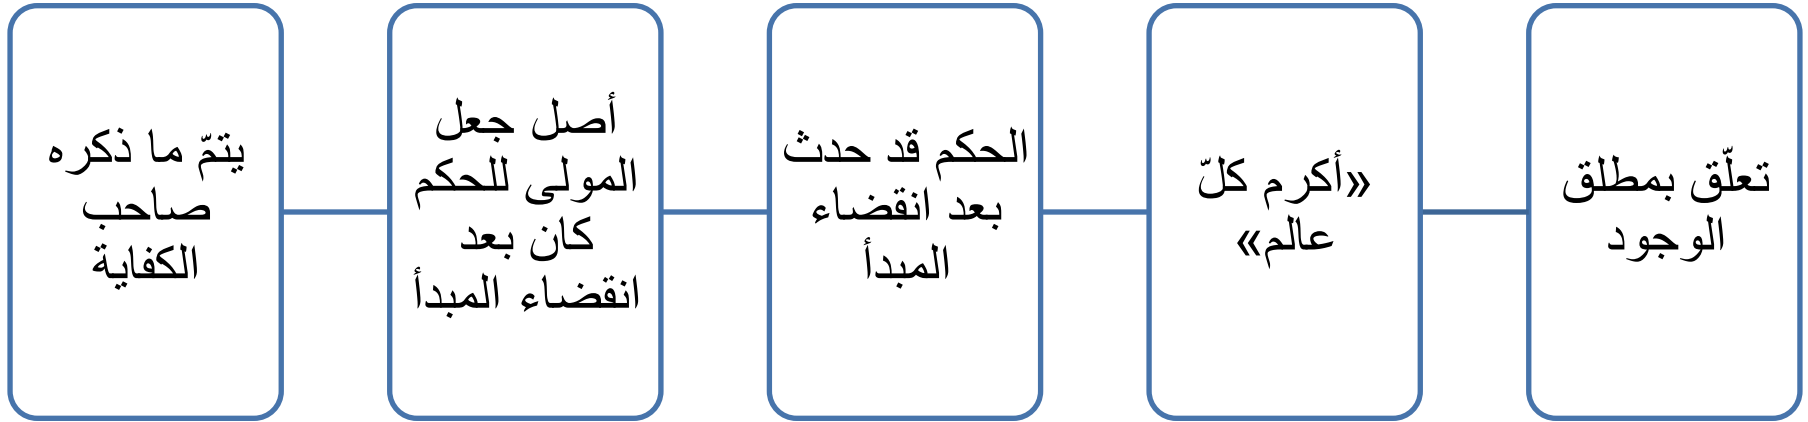 تعلّق بمطلق
الوجود
«أكرم كلّ
عالم»
الحكم قد حدث
بعد انقضاء
المبدأ
أصل جعل
المولى للحكم
كان بعد
انقضاء المبدأ
يتمّ ما ذكره
صاحب
الكفاية